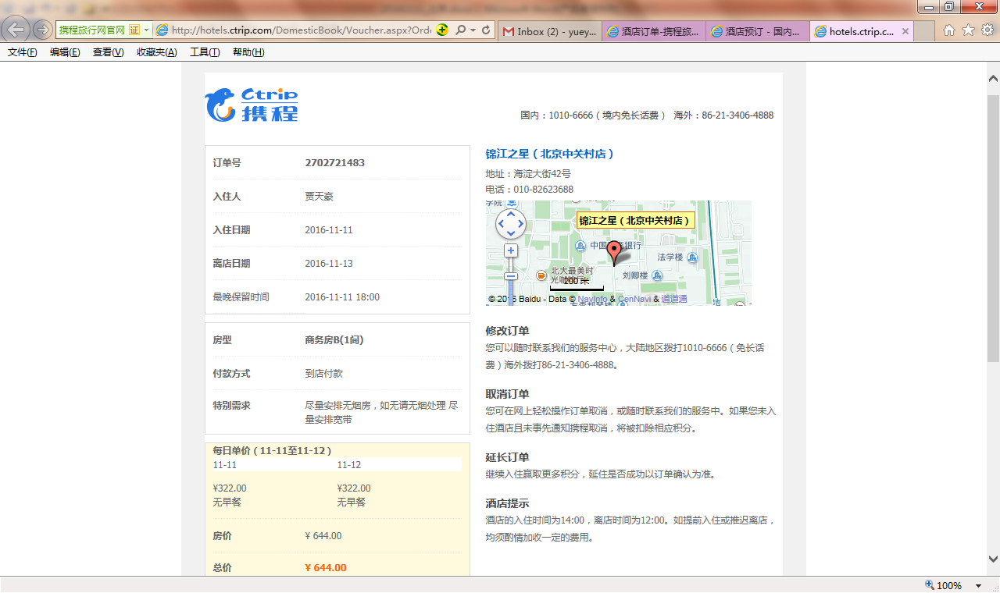 携程旅行网官网 证
http://hotels.ctrip.com/DomesticBook/Voucher.aspx?Ord
Inbox (2) - yuey...
酒店订单-携程旅...
酒店预订 - 国内...
hotels.ctrip.c...
文件(F) 编辑(E) 查看(V) 收藏夹(A) 工具(T) 帮助(H)
Ctrip
携程
国内：1010-6666（境内免长话费） 海外：86-21-3406-4888
订单号 2702721483
入住人 贾天豪
入住日期 2016-11-11
离店日期 2016-11-13
最晚保留时间 2016-11-11 18:00
房型 商务房B(1间)
付款方式 到店付款
特别需求 尽量安排无烟房，如无请无烟处理 尽
量安排宽带
每日单价（11-11至11-12）
11-11 11-12
¥322.00 ¥322.00
无早餐 无早餐
房价 ¥ 644.00
总价 ¥ 644.00
锦江之星（北京中关村店）
地址：海淀大街42号
电话：010-82623688
学院
锦江之星（北京中关村店）
法学楼
北大最美时
刘卿楼
200 米
Baidu - Data © NavInfo & CenNavi & 道道通
地
修改订单
您可以随时联系我们的服务中心，大陆地区拨打1010-6666（免长话
费）海外拨打86-21-3406-4888。
取消订单
您可在网上轻松操作订单取消，或随时联系我们的服务中。如果您未入
住酒店且未事先通知携程取消，将被扣除相应积分。
延长订单
继续入住赢取更多积分，延住是否成功以订单确认为准。
酒店提示
酒店的入住时间为14:00，离店时间为12:00。如提前入住或推迟离店，
均须酌情加收一定的费用。
100%